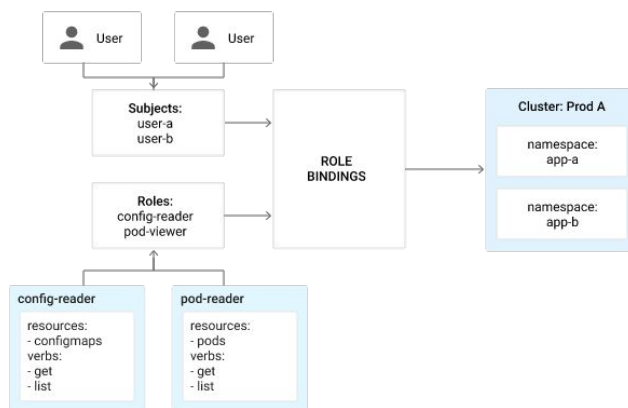 User
User
Subjects:
user-a
user-b
ROLE
BINDINGS
Cluster: Prod A
namespace:
app-a
namespace:
app-b
Roles:
config-reader
pod-viewer
config-reader
resources:
- configmaps
verbs:
- get
- list
pod-reader
resources:
- pods
verbs:
- get
- list